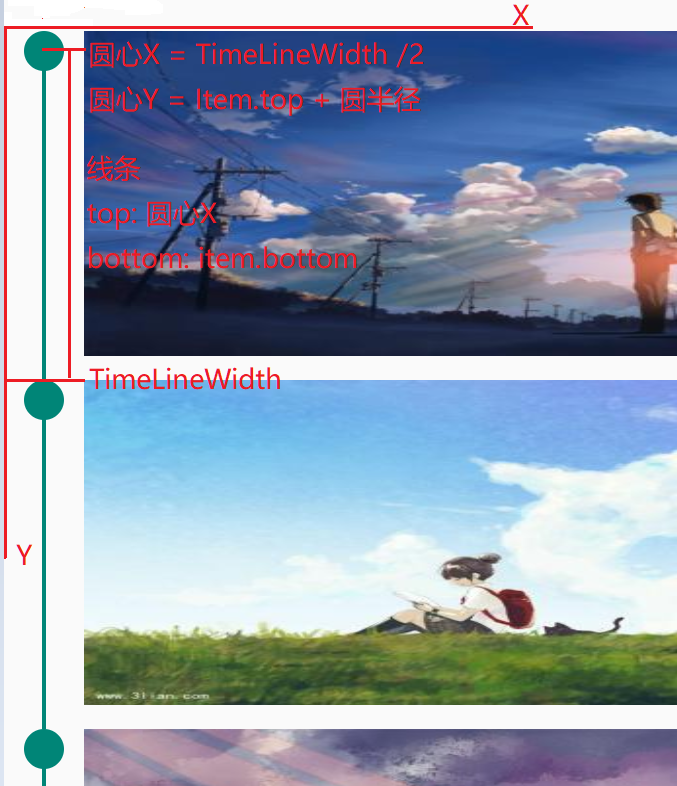 X
圆心X = TimeLineWidth /2
圆心Y = Item.top + 圆半径
线条
top: 圆心X
bottom: item.bottom
TimeLineWidth
Y
www.3lian.com